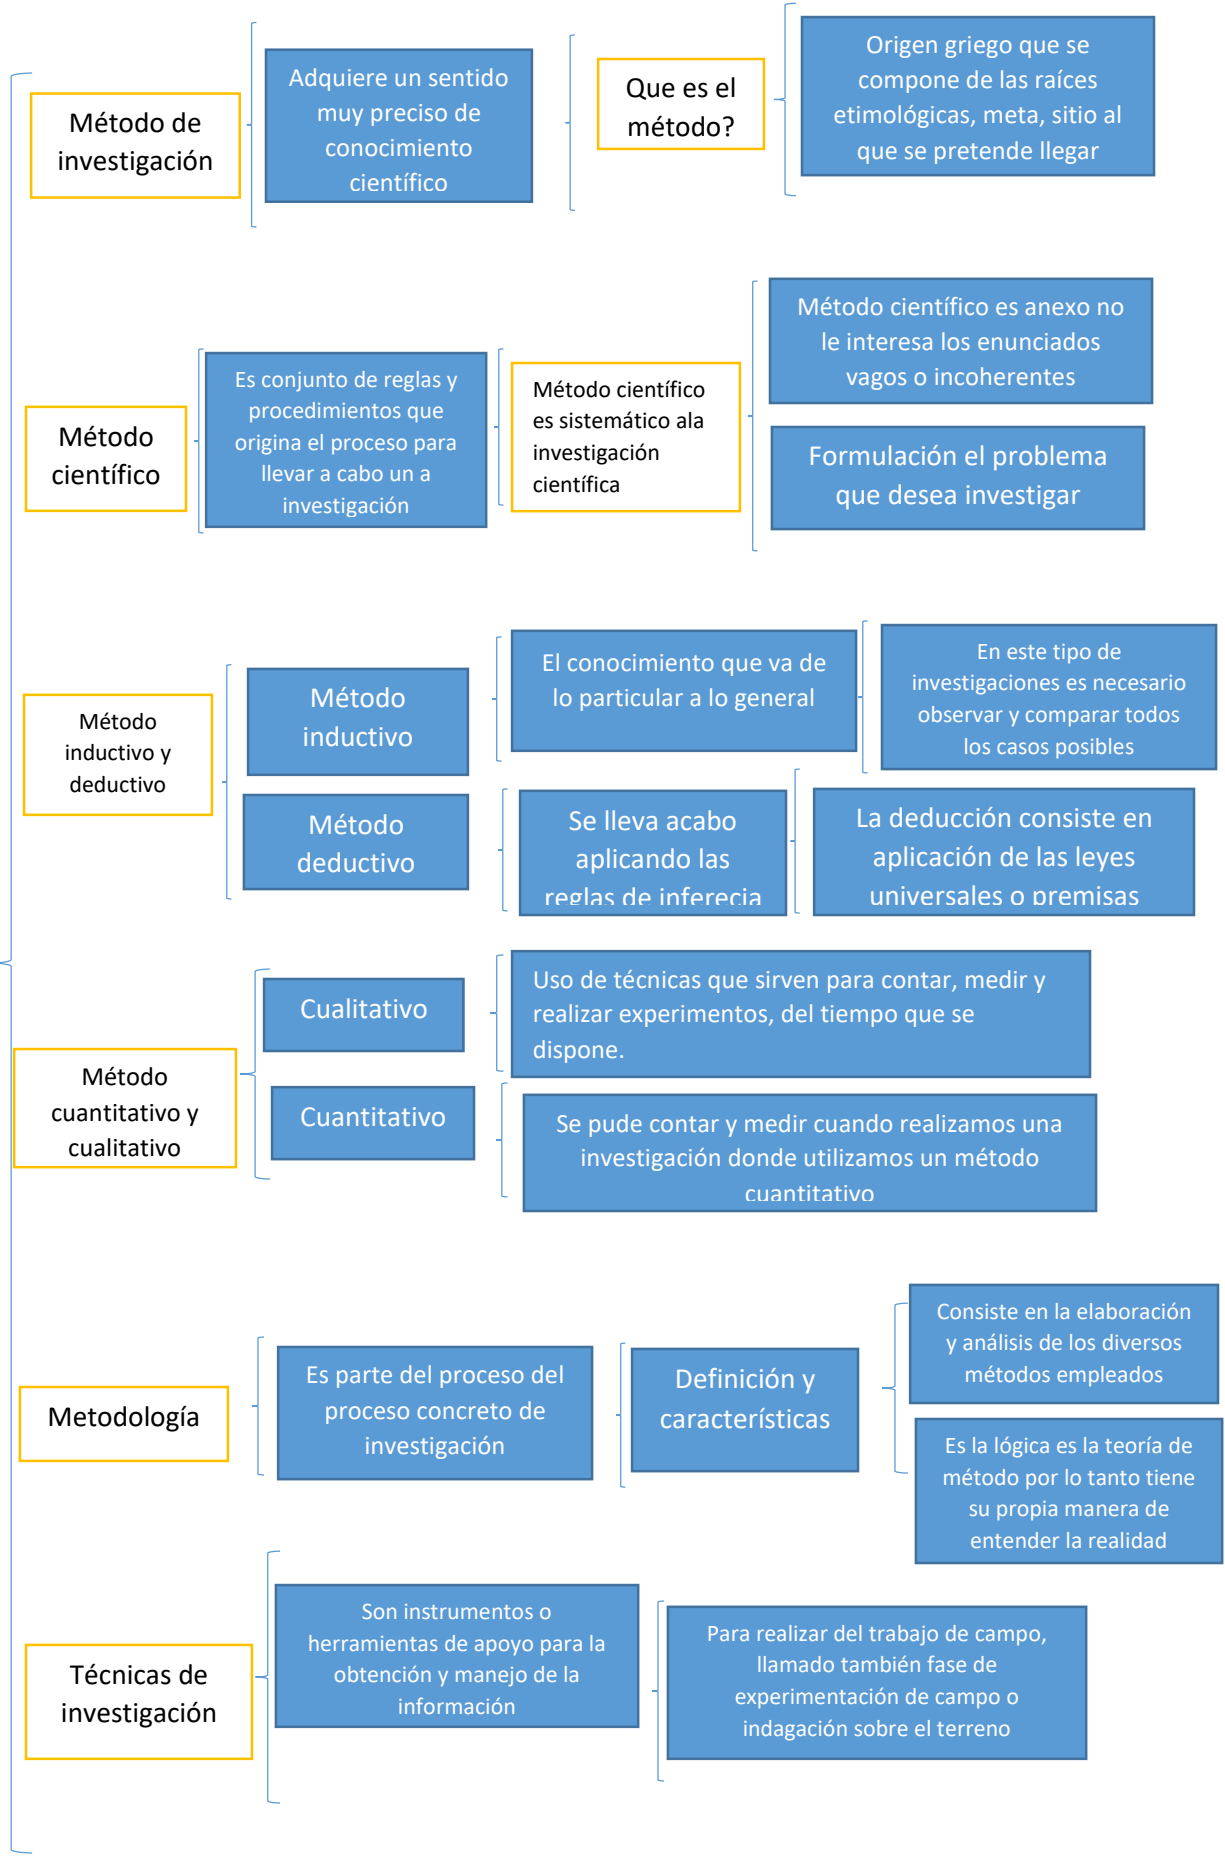 Método de
investigación
Adquiere un sentido
muy preciso de
conocimiento
científico
Que es el
método?
Origen griego que se
compone de las raíces
etimológicas, meta, sitio al
que se pretende llegar
Método
científico
Es conjunto de reglas y
procedimientos que
origina el proceso para
llevar a cabo un a
investigación
Método científico
es sistemático ala
investigación
científica
Método científico es anexo no
le interesa los enunciados
vagos o incoherentes
Formulación el problema
que desea investigar
Método
inductivo y
deductivo
Método
inductivo
El conocimiento que va de
lo particular a lo general
En este tipo de
investigaciones es necesario
observar y comparar todos
los casos posibles
Método
deductivo
Se lleva acabo
aplicando las
reglas de inferecia
La deducción consiste en
aplicación de las leyes
universales o premisas
Método
cuantitativo y
cualitativo
Cualitativo
Uso de técnicas que sirven para contar, medir y
realizar experimentos, del tiempo que se
dispone.
Cuantitativo
Se pude contar y medir cuando realizamos una
investigación donde utilizamos un método
cuantitativo
Metodología
Es parte del proceso del
proceso concreto de
investigación
Definición y
características
Consiste en la elaboración
y análisis de los diversos
métodos empleados
Es la lógica es la teoría de
método por lo tanto tiene
su propia manera de
entender la realidad
Técnicas de
investigación
Son instrumentos o
herramientas de apoyo para la
obtención y manejo de la
información
Para realizar del trabajo de campo,
llamado también fase de
experimentación de campo o
indagación sobre el terreno